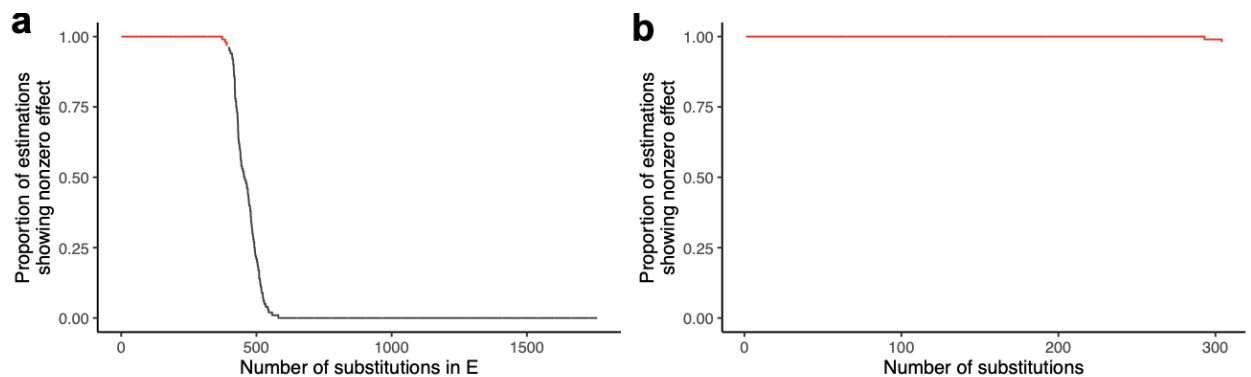 a
Proportion of estimations
showing nonzero effect
1.00
0.75
0.50
0.25
0.00
0
500
1000
1500
Number of substitutions in E
b
Proportion of estimations
showing nonzero effect
1.00
0.75
0.50
0.25
0.00
0
100
200
300
Number of substitutions